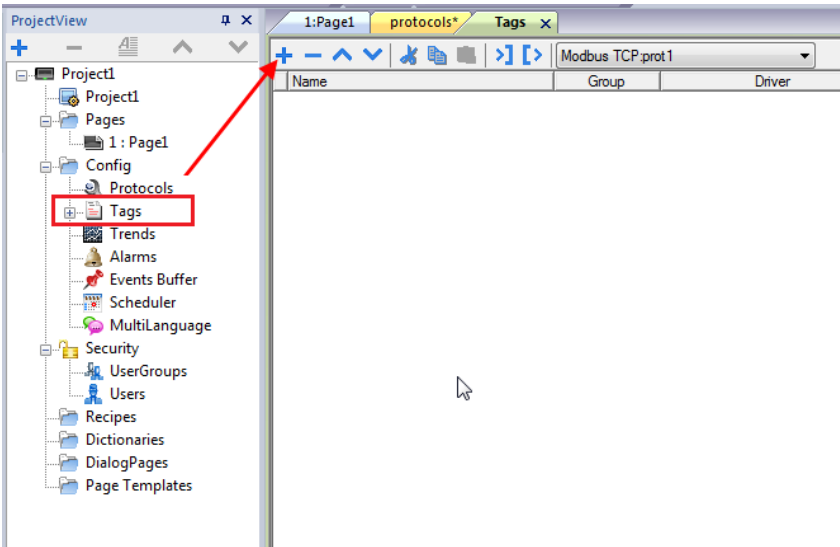 ProjectView
1:Page1
protocols*
Tags
Modbus TCP:prot1
Name
Group
Driver
Project1
Project1
Pages
1 : Page1
Config
Protocols
Tags
Trends
Alarms
Events Buffer
Scheduler
MultiLanguage
Security
UserGroups
Users
Recipes
Dictionaries
DialogPages
Page Templates